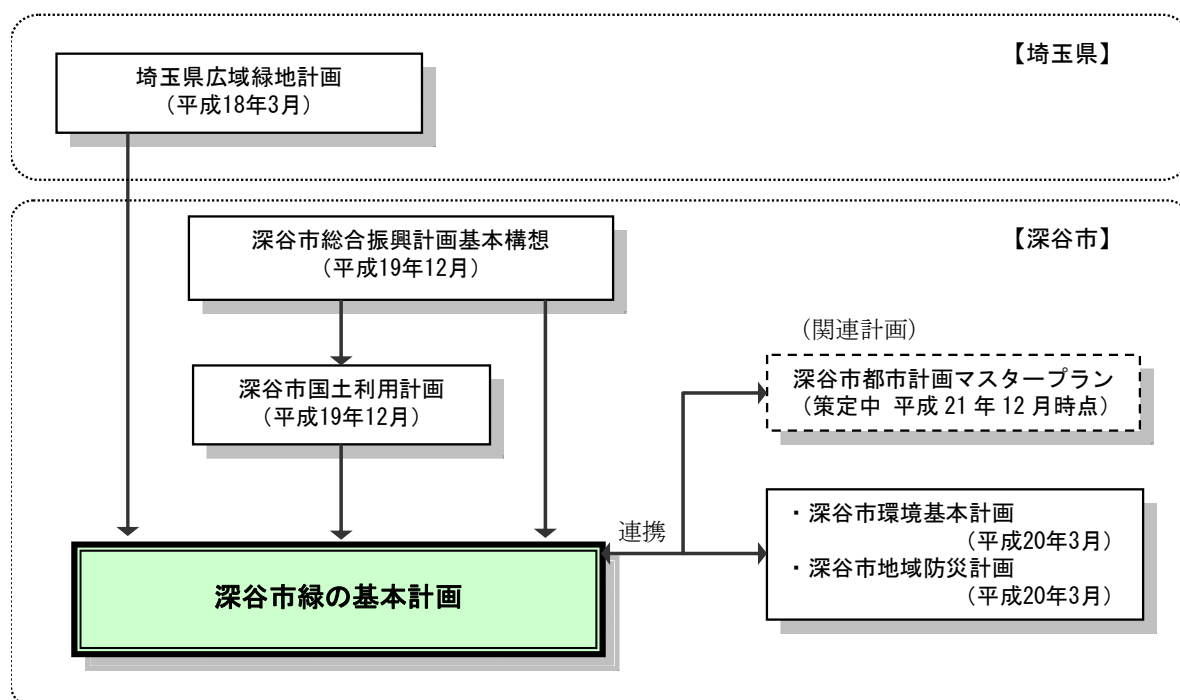 【埼玉県】
埼玉県広域緑地計画
（平成18年3月）
【深谷市】
深谷市総合振興計画基本構想
（平成19年12月）
深谷市国土利用計画
（平成19年12月）
（関連計画）
深谷市都市計画マスタープラン
（策定中 平成 21 年 12 月時点）
連携
・深谷市環境基本計画
（平成20年3月）
・深谷市地域防災計画
（平成20年3月）
深谷市緑の基本計画